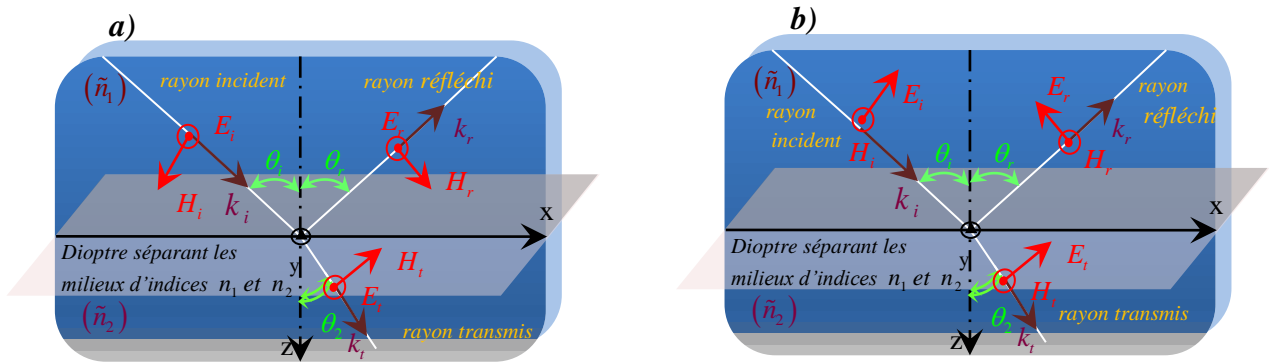 a)
(ñ₁)
rayon incident
rayon réfléchi
E_i
E_r
k_r
θ_i
θ_r
H_i
k_i
H_r
x
Dioptre séparant les
milieux d'indices n₁ et n₂
y
H_t
E_i
(ñ₂)
θ₂
rayon transmis
z
k_t
b)
(ñ₁)
rayon
incident
E_i
E_r
k_r
rayon
réfléchi
H_i
θ_i
θ_r
H_r
k_i
x
Dioptre séparant les
milieux d'indices n₁ et n₂
y
E_t
H_t
(ñ₂)
θ₂
rayon transmis
z
k_t